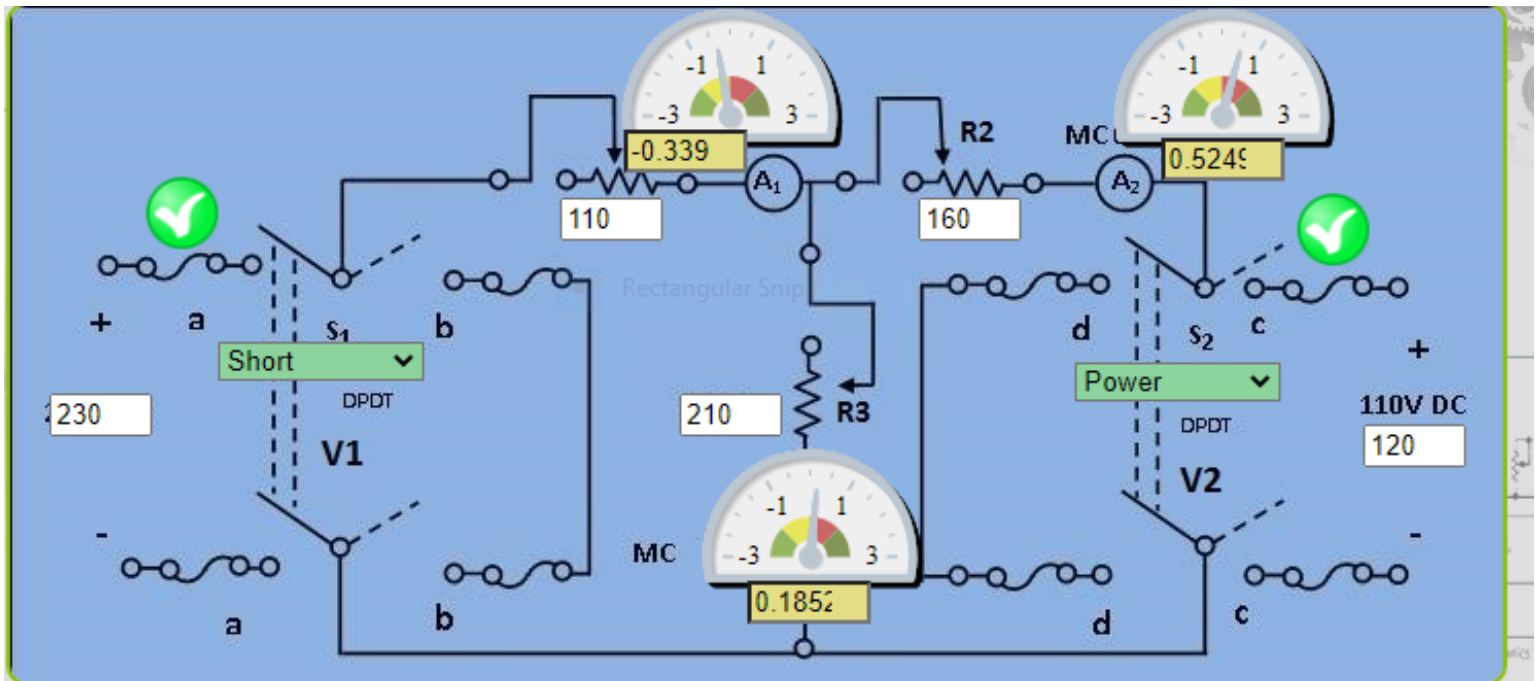 -3 -1 1 3
-3 -1 1 3
-0.339
R2
MC
0.5249
A₁
A₂
110
160
Rectangular Snip
+ a
S₁
b
d
S₂
c
+
Short
Power
DPDT
DPDT
110V DC
230
210
R3
120
V1
V2
-
-3 -1 1 3
-
MC
0.1852
a
b
d
c